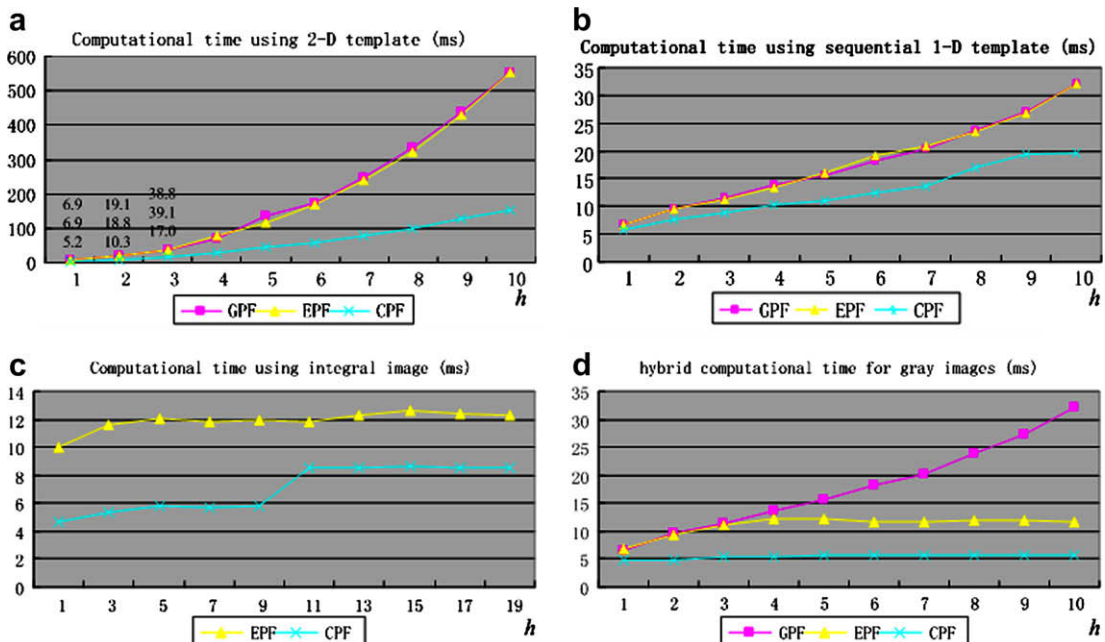 a
Computational time using 2-D template (ms)
600
500
400
300
200
100
0
6.9 19.1 38.8
6.9 18.8 39.1
5.2 10.3 17.0
1 2 3 4 5 6 7 8 9 10
h
GPF EPF CPF
b
Computational time using sequential 1-D template (ms)
35
30
25
20
15
10
5
0
1 2 3 4 5 6 7 8 9 10
h
GPF EPF CPF
c
Computational time using integral image (ms)
14
12
10
8
6
4
2
0
1 3 5 7 9 11 13 15 17 19
h
EPF CPF
d
hybrid computational time for gray images (ms)
35
30
25
20
15
10
5
0
1 2 3 4 5 6 7 8 9 10
h
GPF EPF CPF